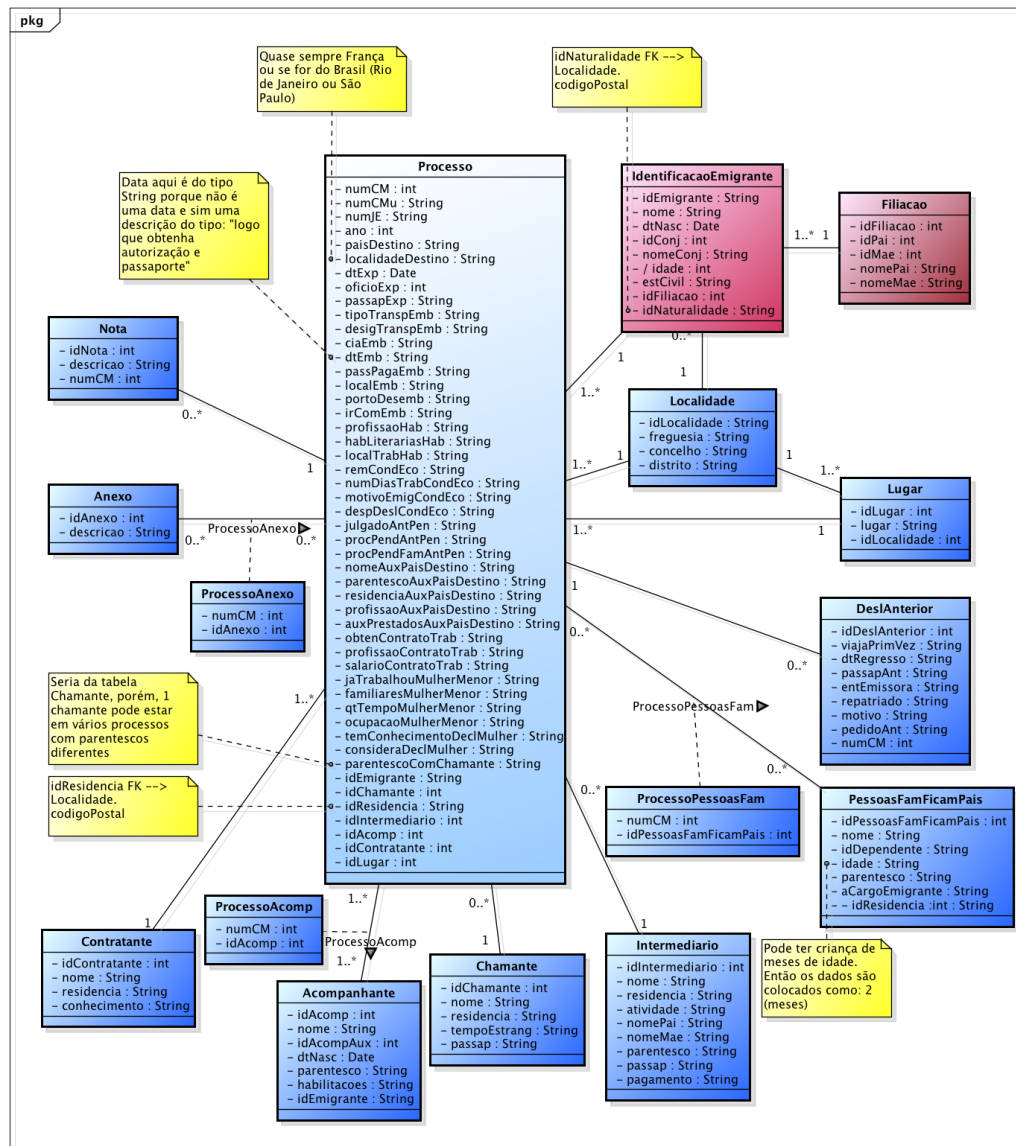 pkg
Quase sempre França
ou se for do Brasil (Rio
de Janeiro ou São
Paulo)
idNaturalidade FK -->
Localidade.
codigoPostal
Data aqui é do tipo
String porque não é
uma data e sim uma
descrição do tipo: "logo
que obtenha
autorização e
passaporte"
Processo
- numCM : int
- numCMu : String
- numJE : String
- ano : int
- paisDestino : String
- localidadeDestino : String
- dtExp : Date
- oficioExp : int
- passapExp : String
- tipoTranspEmb : String
- desigTranspEmb : String
- ciaEmb : String
- dtEmb : String
- passPagaEmb : String
- localEmb : String
- portoDesemb : String
- irComEmb : String
- profissaoHab : String
- habLiterariasHab : String
- localTrabHab : String
- remCondEco : String
- numDiasTrabCondEco : String
- motivoEmigCondEco : String
- despDeslCondEco : String
- julgadoAntPen : String
- procPendAntPen : String
- procPendFamAntPen : String
- nomeAuxPaisDestino : String
- parentescoAuxPaisDestino : String
- residenciaAuxPaisDestino : String
- profissaoAuxPaisDestino : String
- auxPrestadosAuxPaisDestino : String
- obtenContratoTrab : String
- profissaoContratoTrab : String
- salarioContratoTrab : String
- jaTrabalhouMulherMenor : String
- familiaresMulherMenor : String
- qtTempoMulherMenor : String
- ocupacaoMulherMenor : String
- temConhecimentoDeclMulher : String
- consideraDeclMulher : String
- parentescoComChamante : String
- idEmigrante : String
- idChamante : int
- idResidencia : String
- idIntermediario : int
- idAcomp : int
- idContratante : int
- idLugar : int
IdentificacaoEmigrante
- idEmigrante : String
- nome : String
- dtNasc : Date
- idConj : int
- nomeConj : String
- / idade : int
- estCivil : String
- idFiliacao : int
- idNaturalidade : String
1..*
1
Filiacao
- idFiliacao : int
- idPai : int
- idMae : int
- nomePai : String
- nomeMae : String
0..*
1
1
1..*
Nota
- idNota : int
- descricao : String
- numCM : int
0..*
1
Localidade
- idLocalidade : String
- freguesia : String
- concelho : String
- distrito : String
1..*
1
1
1..*
Lugar
- idLugar : int
- lugar : String
- idLocalidade : int
1..*
1
Anexo
- idAnexo : int
- descricao : String
ProcessoAnexo
0..*
0..*
ProcessoAnexo
- numCM : int
- idAnexo : int
1
0..*
DeslAnterior
- idDeslAnterior : int
- viajaPrimVez : String
- dtRegresso : String
- passapAnt : String
- entEmissora : String
- repatriado : String
- motivo : String
- pedidoAnt : String
- numCM : int
Seria da tabela
Chamante, porém, 1
chamante pode estar
em vários processos
com parentescos
diferentes
idResidencia FK -->
Localidade.
codigoPostal
0..*
ProcessoPessoasFam
0..*
ProcessoPessoasFam
- numCM : int
- idPessoasFamFicamPais : int
PessoasFamFicamPais
- idPessoasFamFicamPais : int
- nome : String
- idDependente : String
- idade : String
- parentesco : String
- aCargoEmigrante : String
- - idResidencia :int : String
1..*
1
0..*
1
Contratante
- idContratante : int
- nome : String
- residencia : String
- conhecimento : String
ProcessoAcomp
- numCM : int
- idAcomp : int
1..*
ProcessoAcomp
1..*
Acompanhante
- idAcomp : int
- nome : String
- idAcompAux : int
- dtNasc : Date
- parentesco : String
- habilitacoes : String
- idEmigrante : String
0..*
1
Chamante
- idChamante : int
- nome : String
- residencia : String
- tempoEstrang : String
- passap : String
Intermediario
- idIntermediario : int
- nome : String
- residencia : String
- atividade : String
- nomePai : String
- nomeMae : String
- parentesco : String
- passap : String
- pagamento : String
Pode ter criança de
meses de idade.
Então os dados são
colocados como: 2
(meses)